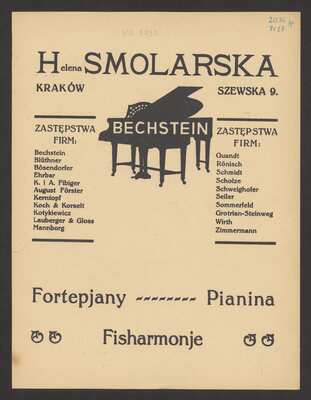 Helena SMOLARSKA
KRAKÓW
SZEWSKA 9.
BECHSTEIN
ZASTĘPSTWA
FIRM:
Bechstein
Blüthner
Bösendorfer
Ehrbar
K. i A. Fibiger
August Förster
Kerntopf
Koch & Korselt
Kotykiewicz
Lauberger & Gloss
Mannborg
ZASTĘPSTWA
FIRM:
Quandt
Rönisch
Schmidt
Scholze
Schweighofer
Seiler
Sommerfeld
Grotrian-Steinweg
Wirth
Zimmermann
Fortepjany -------- Pianina
Fisharmonje